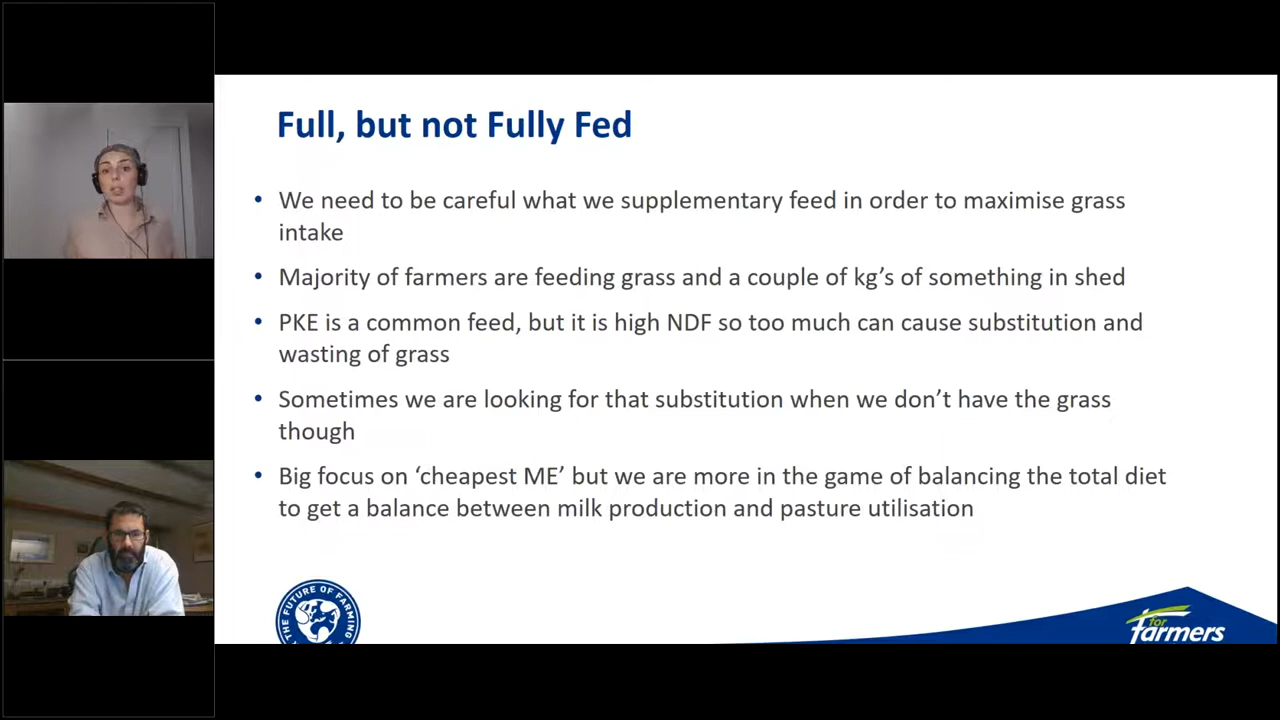 Full, but not Fully Fed
• We need to be careful what we supplementary feed in order to maximise grass
intake
• Majority of farmers are feeding grass and a couple of kg’s of something in shed
• PKE is a common feed, but it is high NDF so too much can cause substitution and
wasting of grass
• Sometimes we are looking for that substitution when we don’t have the grass
though
• Big focus on ‘cheapest ME’ but we are more in the game of balancing the total diet
to get a balance between milk production and pasture utilisation
THE FUTURE OF FARMING
for
farmers